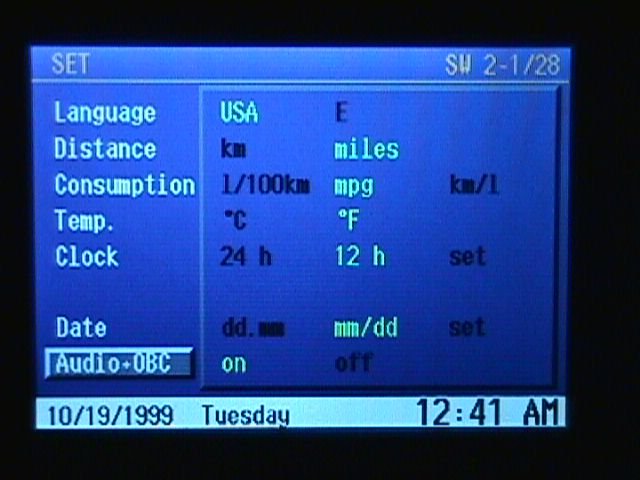 SET SW 2-1/28
Language USA E
Distance km miles
Consumption l/100km mpg km/l
Temp. °C °F
Clock 24 h 12 h set
Date dd.mm mm/dd set
Audio+OBC on off
10/19/1999 Tuesday 12:41 AM